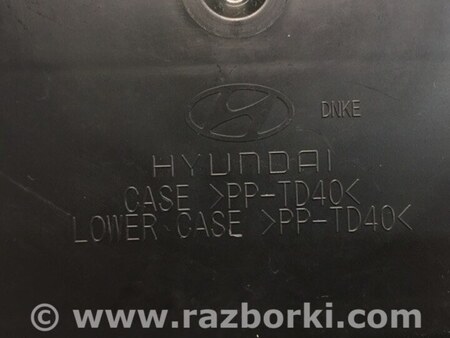 DNKE
HYUNDAI
CASE >PP-TD40<
LOWER CASE >PP-TD40<
© www.razborki.com